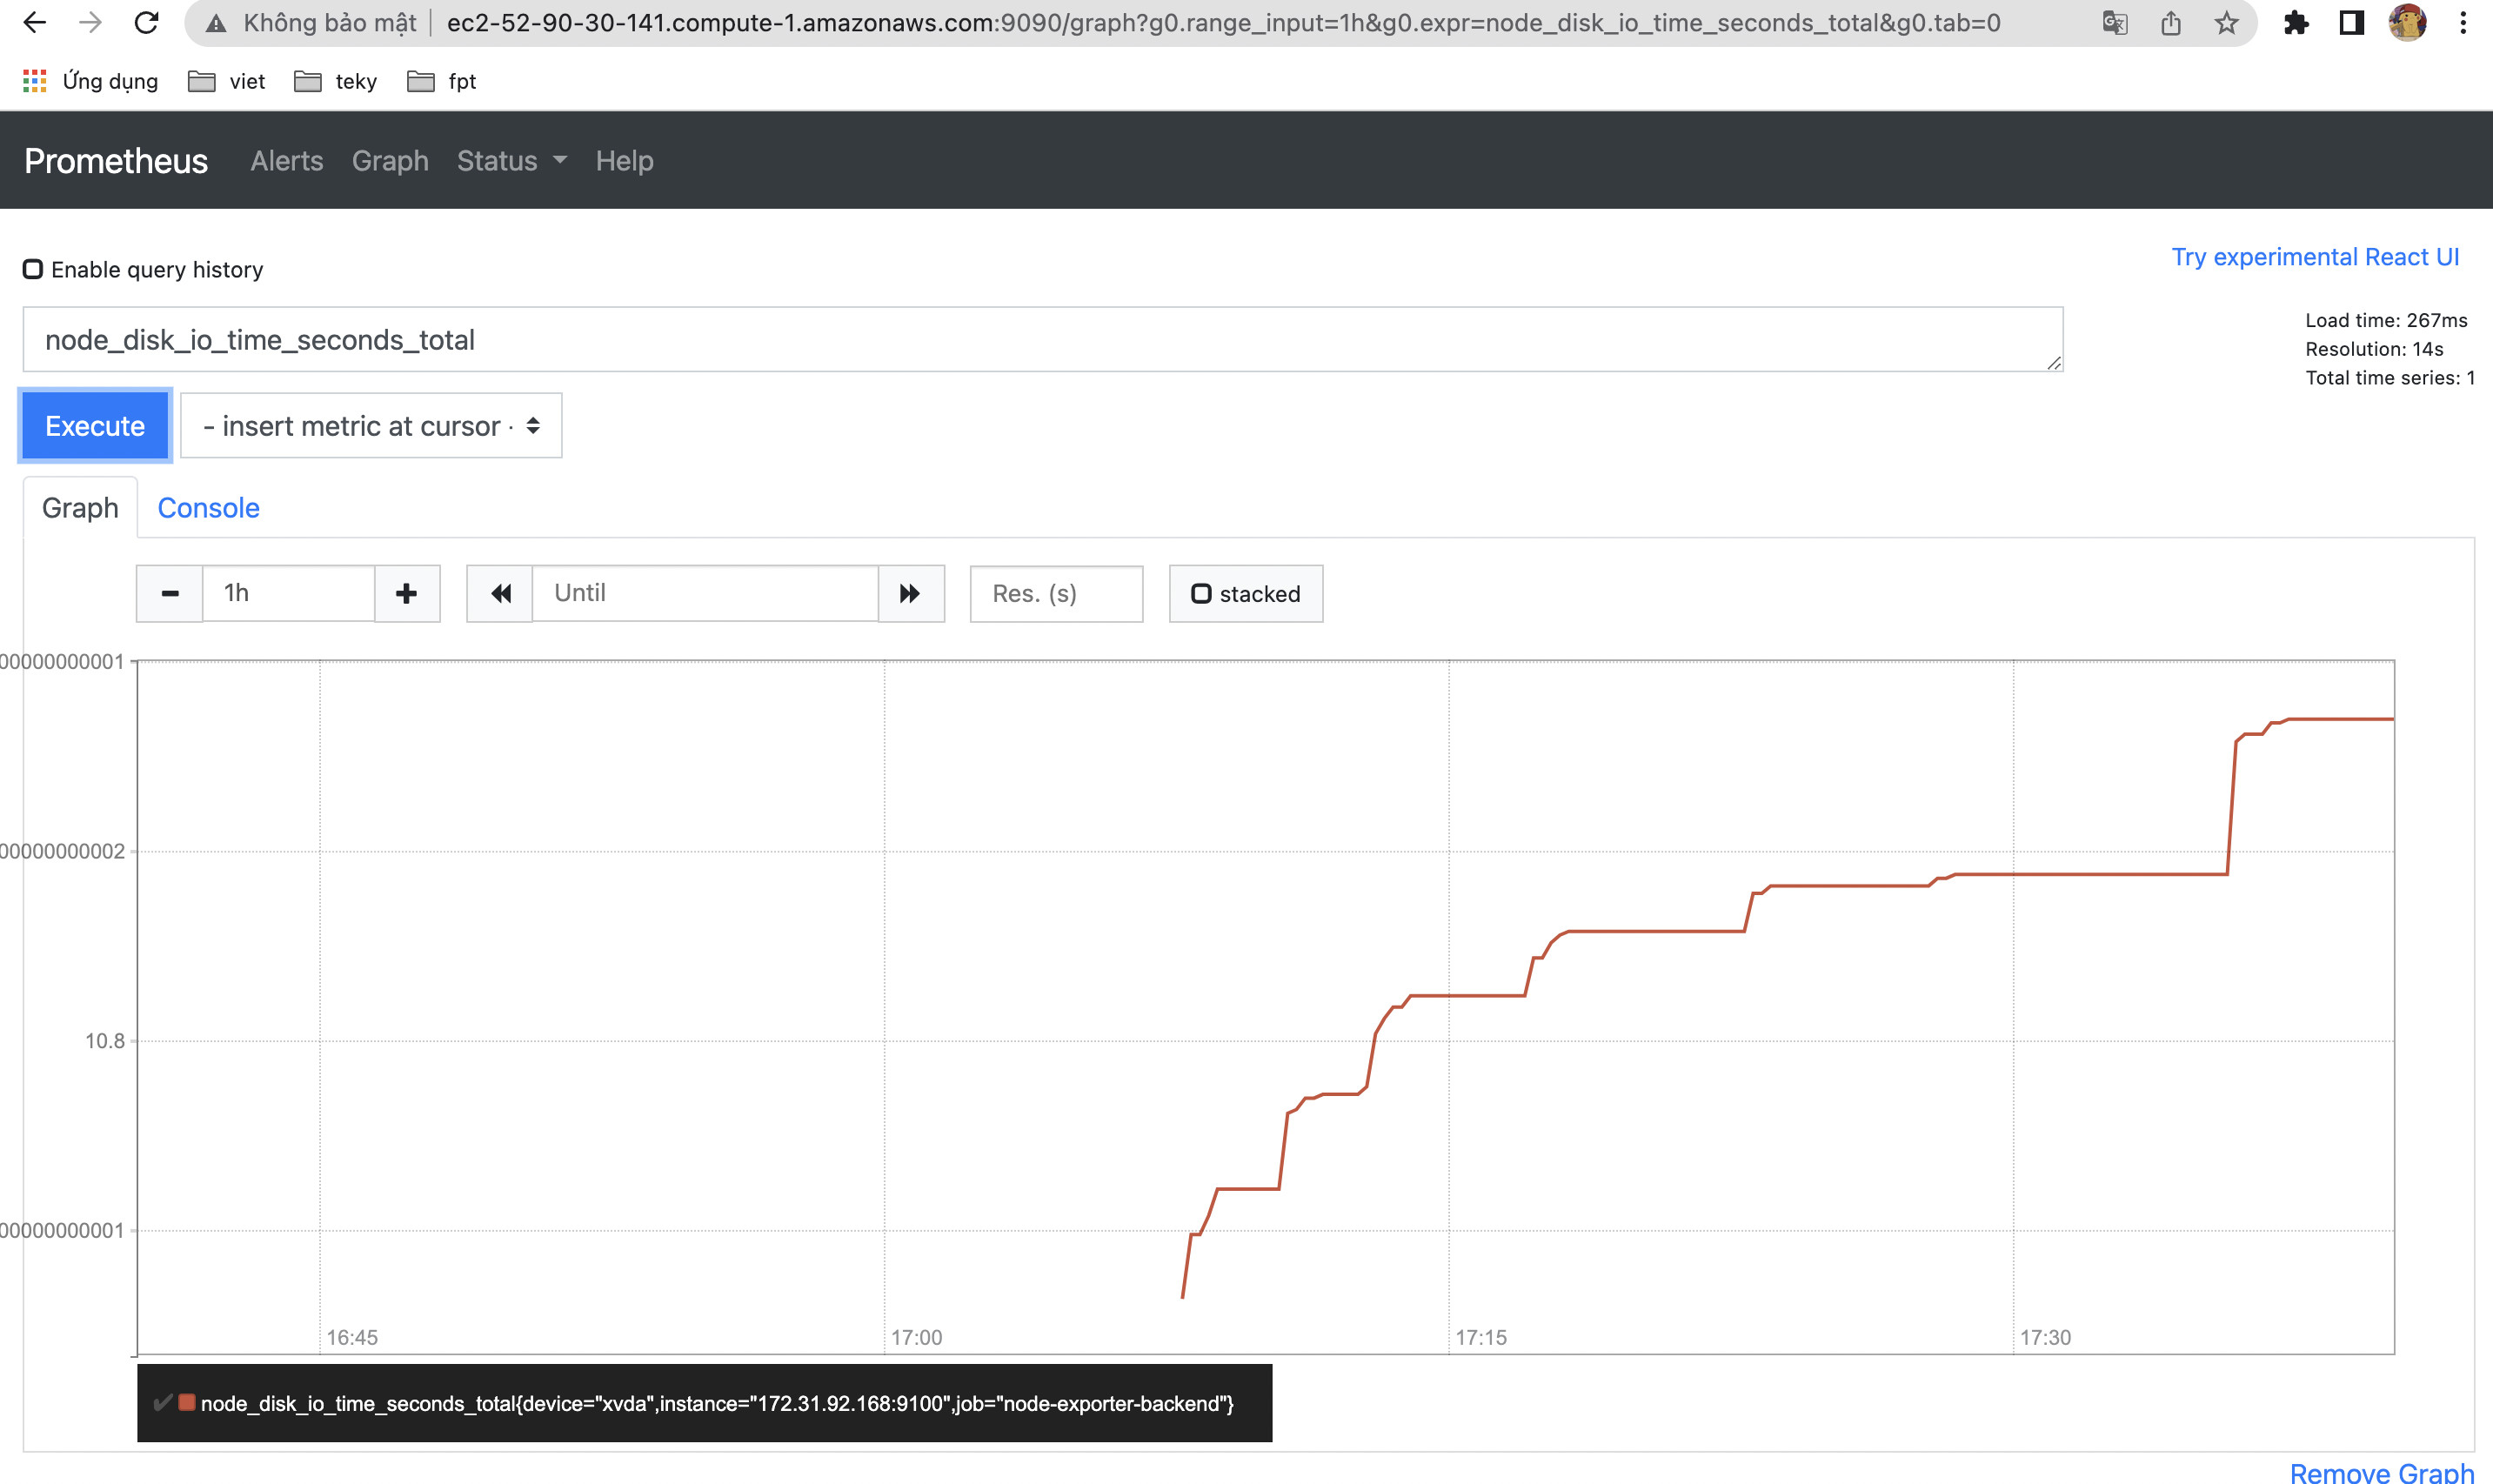 Không bảo mật ec2-52-90-30-141.compute-1.amazonaws.com:9090/graph?g0.range_input=1h&g0.expr=node_disk_io_time_seconds_total&g0.tab=0
Ứng dụng viet teky fpt
Prometheus Alerts Graph Status Help
Try experimental React UI
Enable query history
node_disk_io_time_seconds_total
Load time: 267ms
Resolution: 14s
Total time series: 1
Execute - insert metric at cursor -
Graph Console
1h Until Res. (s) stacked
00000000001
00000000002
10.8
00000000001
16:45 17:00 17:15 17:30
node_disk_io_time_seconds_total{device="xvda",instance="172.31.92.168:9100",job="node-exporter-backend"}
Remove Graph